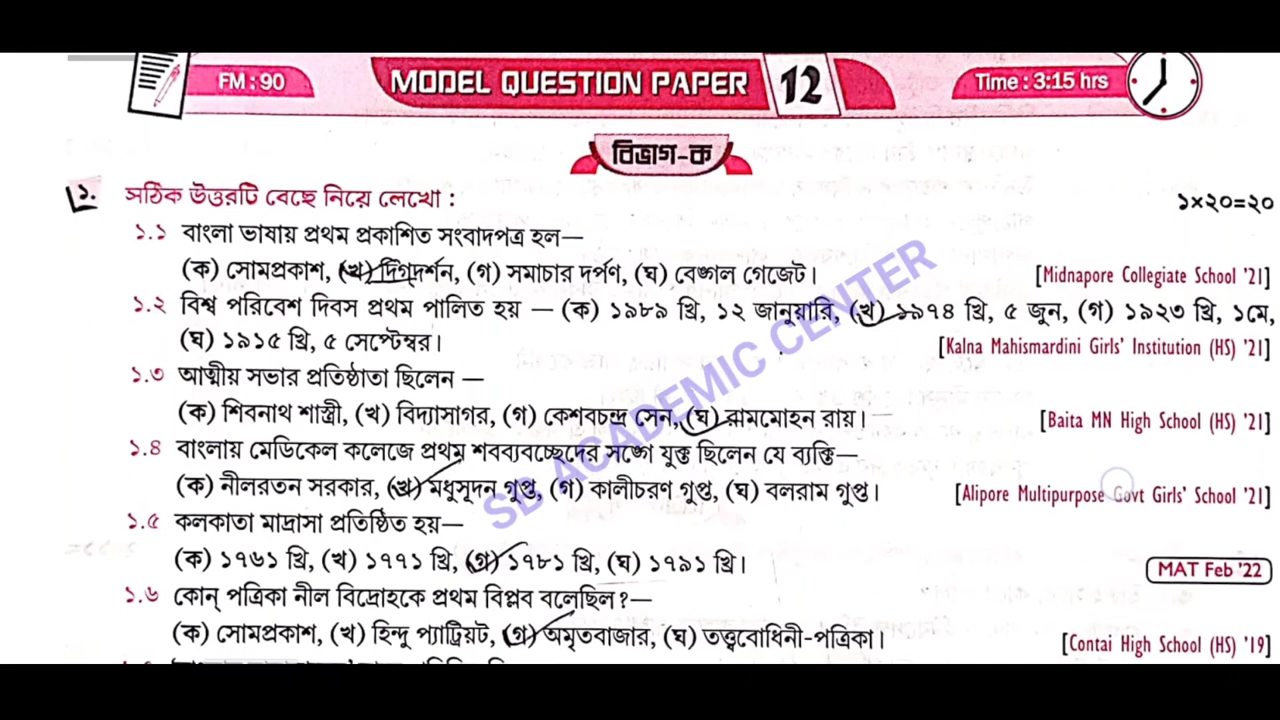 FM : 90
MODEL QUESTION PAPER 12
Time : 3:15 hrs
বিভাগ-ক
১. সঠিক উত্তরটি বেছে নিয়ে লেখো : ১×২০=২০
১.১ বাংলা ভাষায় প্রথম প্রকাশিত সংবাদপত্র হল—
(ক) সোমপ্রকাশ, (খ) দিগ্‌দর্শন, (গ) সমাচার দর্পণ, (ঘ) বেঙ্গল গেজেট। [Midnapore Collegiate School '21]
১.২ বিশ্ব পরিবেশ দিবস প্রথম পালিত হয় — (ক) ১৯৮৯ খ্রি, ১২ জানুয়ারি, (খ) ১৯৭৪ খ্রি, ৫ জুন, (গ) ১৯২৩ খ্রি, ১মে,
(ঘ) ১৯১৫ খ্রি, ৫ সেপ্টেম্বর। [Kalna Mahismardini Girls' Institution (HS) '21]
১.৩ আত্মীয় সভার প্রতিষ্ঠাতা ছিলেন —
(ক) শিবনাথ শাস্ত্রী, (খ) বিদ্যাসাগর, (গ) কেশবচন্দ্র সেন, (ঘ) রামমোহন রায়। [Baita MN High School (HS) '21]
১.৪ বাংলায় মেডিকেল কলেজে প্রথম শবব্যবচ্ছেদের সঙ্গে যুক্ত ছিলেন যে ব্যক্তি—
(ক) নীলরতন সরকার, (খ) মধুসূদন গুপ্ত, (গ) কালীচরণ গুপ্ত, (ঘ) বলরাম গুপ্ত। [Alipore Multipurpose Govt Girls' School '21]
১.৫ কলকাতা মাদ্রাসা প্রতিষ্ঠিত হয়—
(ক) ১৭৬১ খ্রি, (খ) ১৭৭১ খ্রি, (গ) ১৭৮১ খ্রি, (ঘ) ১৭৯১ খ্রি। MAT Feb '22
১.৬ কোন্ পত্রিকা নীল বিদ্রোহকে প্রথম বিপ্লব বলেছিল?—
(ক) সোমপ্রকাশ, (খ) হিন্দু প্যাট্রিয়ট, (গ) অমৃতবাজার, (ঘ) তত্ত্ববোধিনী-পত্রিকা। [Contai High School (HS) '19]
SB ACADEMIC CENTER